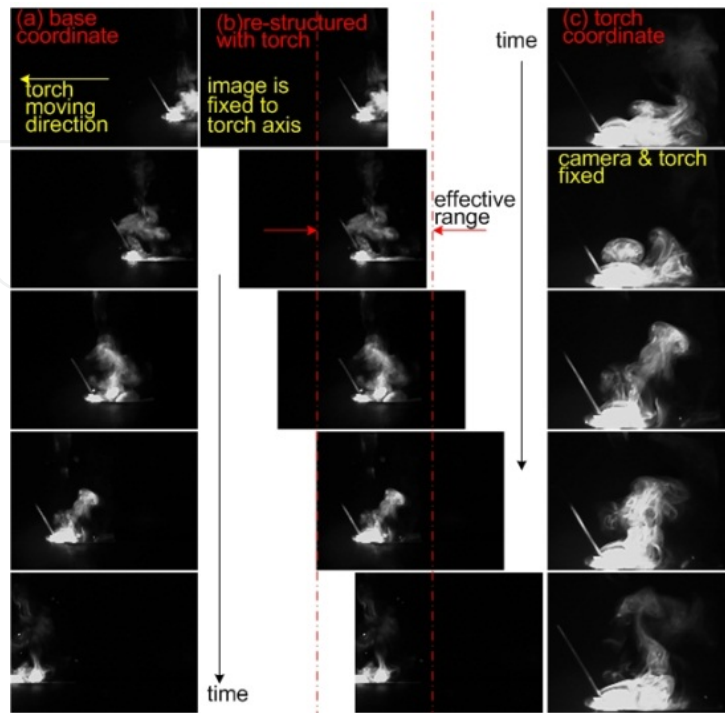 (a) base
coordinate
torch
moving
direction
(b)re-structured
with torch
image is
fixed to
torch axis
time
effective
range
(c) torch
coordinate
camera & torch
fixed
time